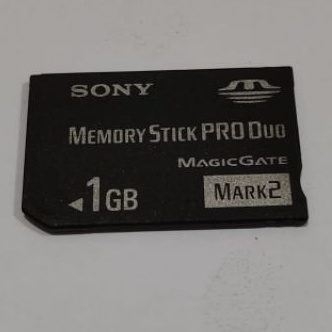 SONY
MEMORY STICK PRO DUO
MAGICGATE
◄1GB
MARK2